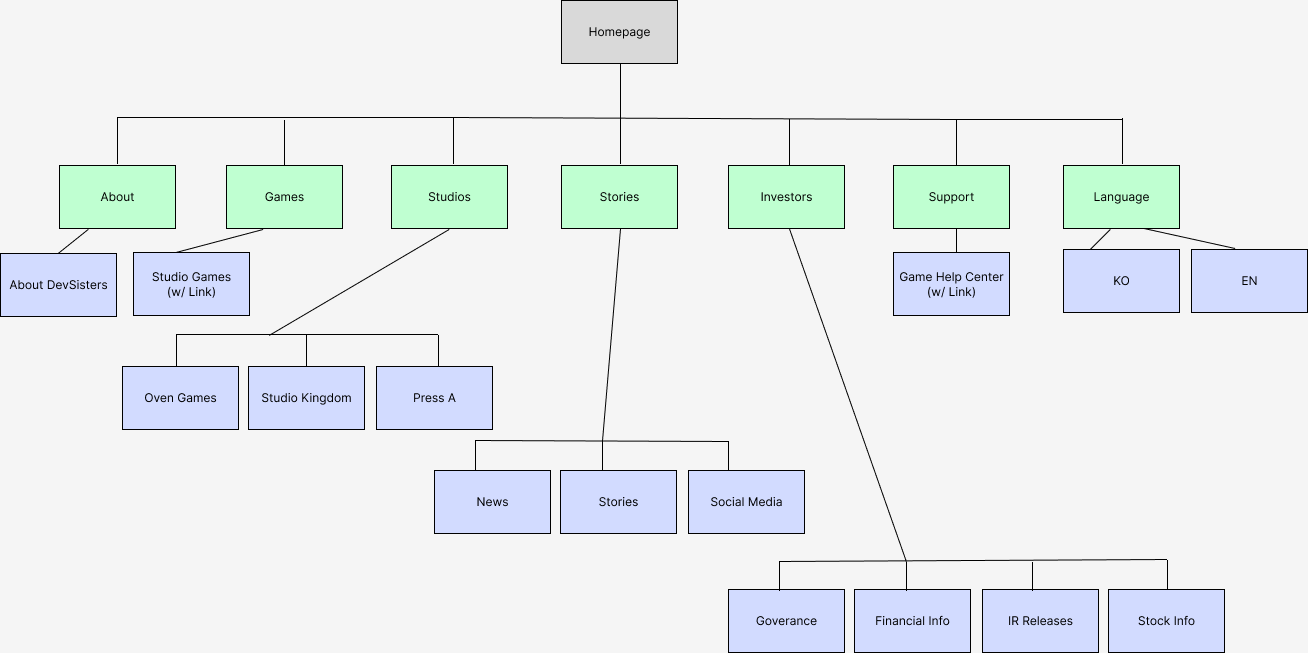 Homepage
About
Games
Studios
Stories
Investors
Support
Language
About DevSisters
Studio Games
(w/ Link)
Game Help Center
(w/ Link)
KO
EN
Oven Games
Studio Kingdom
Press A
News
Stories
Social Media
Goverance
Financial Info
IR Releases
Stock Info